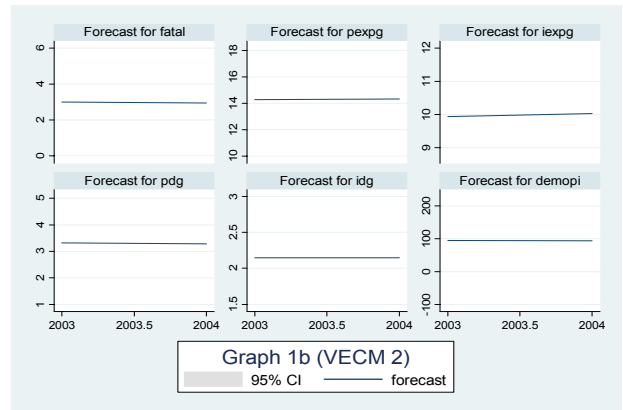 Forecast for fatal
Forecast for pexpg
Forecast for iexpg
6
4
2
0
18
16
14
12
10
12
11
10
9
Forecast for pdg
Forecast for idg
Forecast for demopi
5
4
3
2
1
3
2.5
2
1.5
200
100
0
-100
2003 2003.5 2004
2003 2003.5 2004
2003 2003.5 2004
Graph 1b (VECM 2)
95% CI forecast